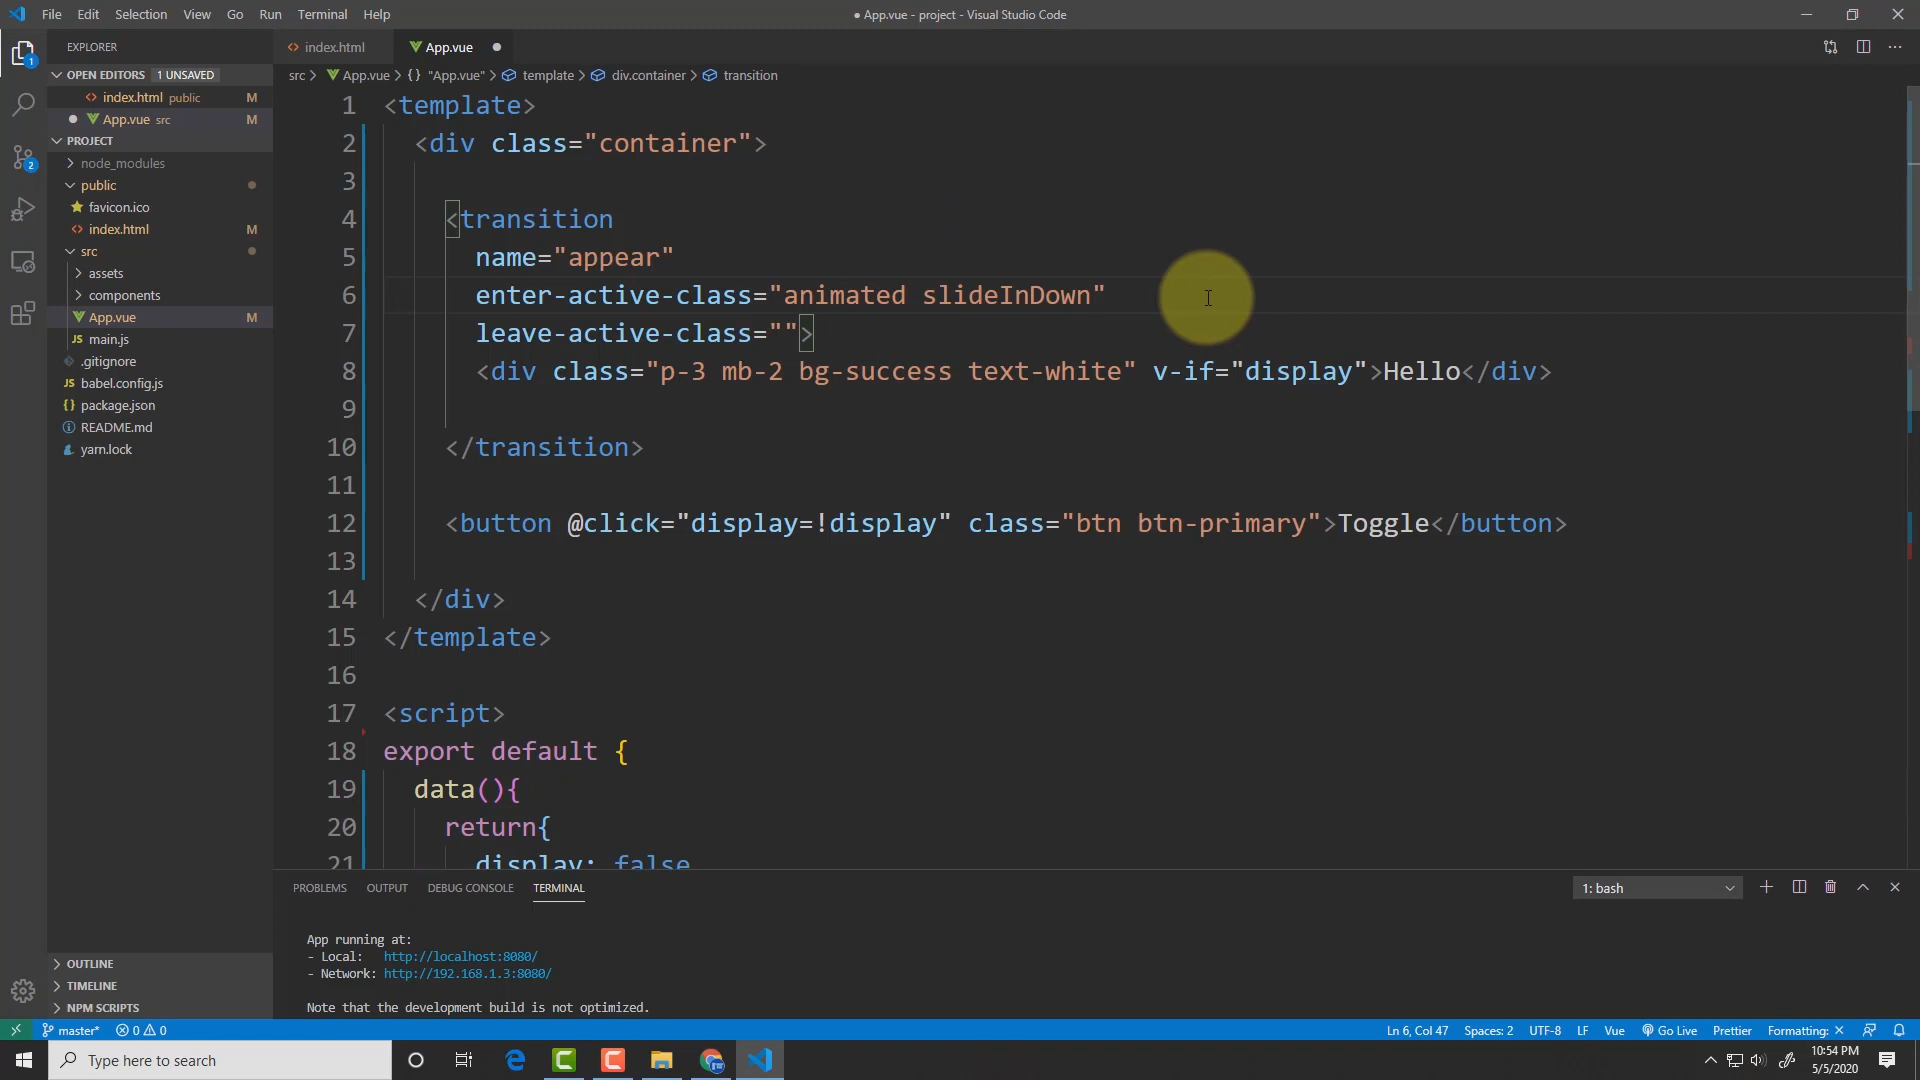 File Edit Selection View Go Run Terminal Help
● App.vue - project - Visual Studio Code
EXPLORER
OPEN EDITORS 1 UNSAVED
index.html public M
App.vue src M
PROJECT
node_modules
public
favicon.ico
index.html M
src
assets
components
App.vue M
main.js
.gitignore
babel.config.js
package.json
README.md
yarn.lock
OUTLINE
TIMELINE
NPM SCRIPTS
index.html
App.vue
src > App.vue > {} "App.vue" > template > div.container > transition
1 <template>
2 <div class="container">
3
4 <transition
5 name="appear"
6 enter-active-class="animated slideInDown"
7 leave-active-class="">
8 <div class="p-3 mb-2 bg-success text-white" v-if="display">Hello</div>
9
10 </transition>
11
12 <button @click="display=!display" class="btn btn-primary">Toggle</button>
13
14 </div>
15 </template>
16
17 <script>
18 export default {
19 data(){
20 return{
21 display: false
PROBLEMS OUTPUT DEBUG CONSOLE TERMINAL
1: bash
App running at:
- Local: http://localhost:8080/
- Network: http://192.168.1.3:8080/
Note that the development build is not optimized.
master* 0 0
Ln 6, Col 47 Spaces: 2 UTF-8 LF Vue Go Live Prettier Formatting: ×
Type here to search
10:54 PM
5/5/2020
1
2